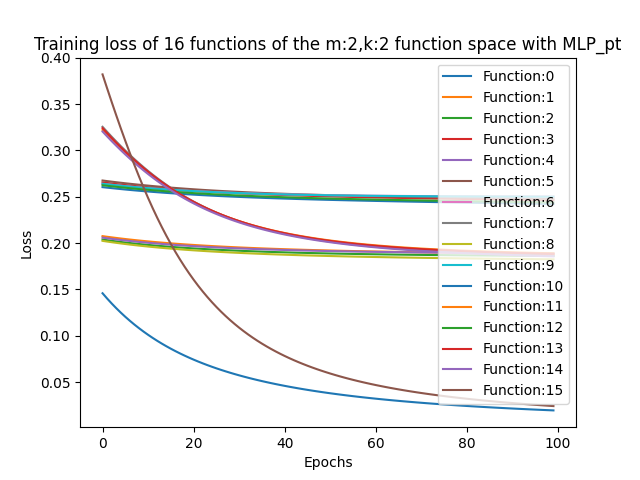 Training loss of 16 functions of the m:2,k:2 function space with MLP_pt
0.40
0.35
0.30
0.25
0.20
0.15
0.10
0.05
Loss
0
20
40
60
80
100
Epochs
Function:0
Function:1
Function:2
Function:3
Function:4
Function:5
Function:6
Function:7
Function:8
Function:9
Function:10
Function:11
Function:12
Function:13
Function:14
Function:15